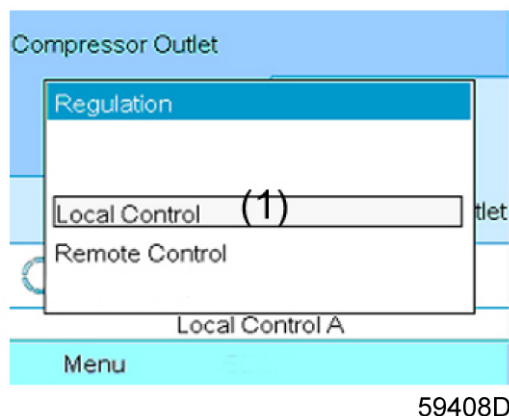 Compressor Outlet
Regulation
Local Control (1)
tlet
Remote Control
Local Control A
Menu
59408D